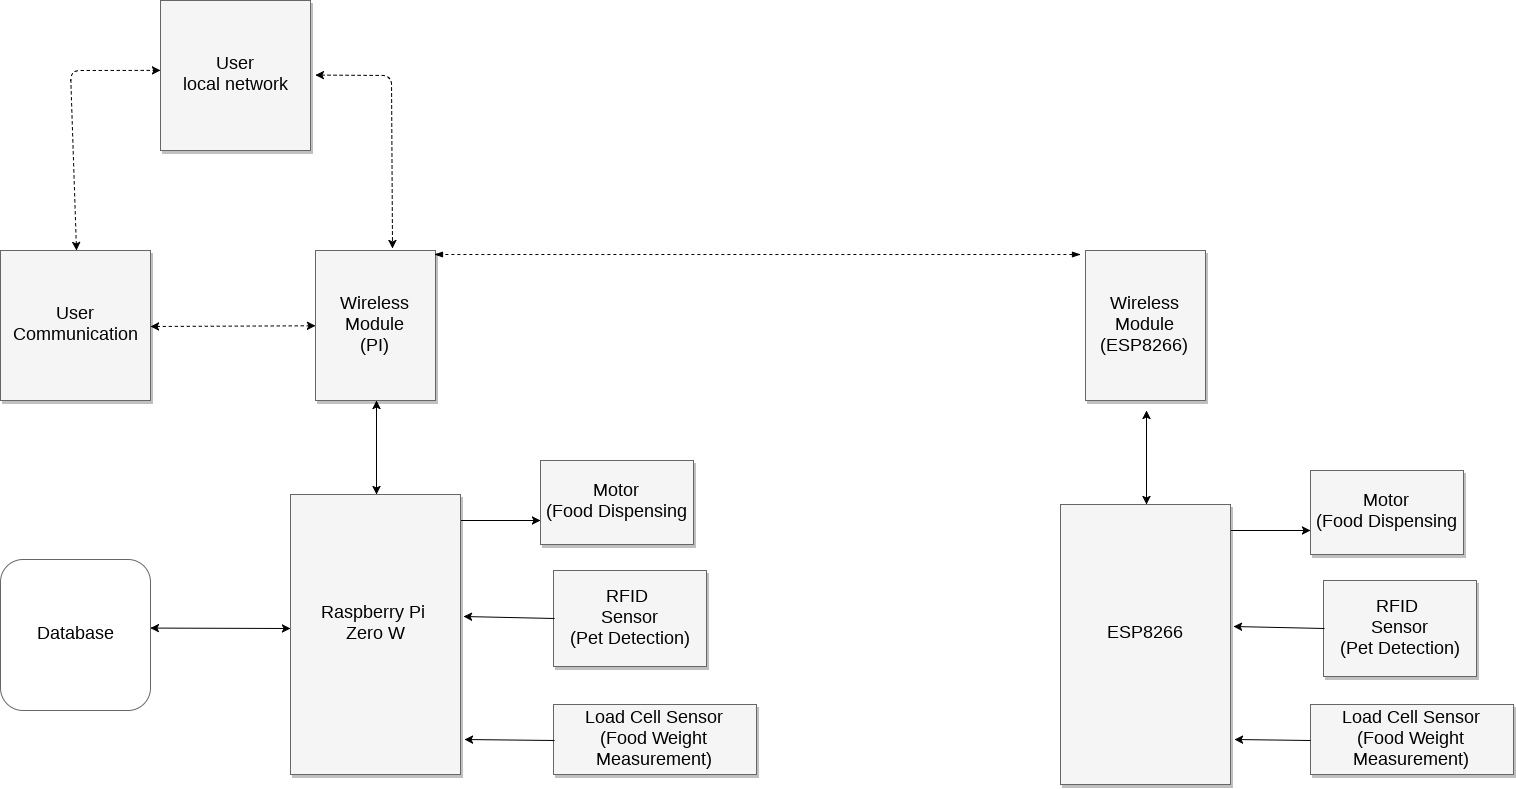 User
local network
User
Communication
Wireless
Module
(PI)
Wireless
Module
(ESP8266)
Motor
(Food Dispensing
Motor
(Food Dispensing
Database
Raspberry Pi
Zero W
RFID
Sensor
(Pet Detection)
ESP8266
RFID
Sensor
(Pet Detection)
Load Cell Sensor
(Food Weight
Measurement)
Load Cell Sensor
(Food Weight
Measurement)